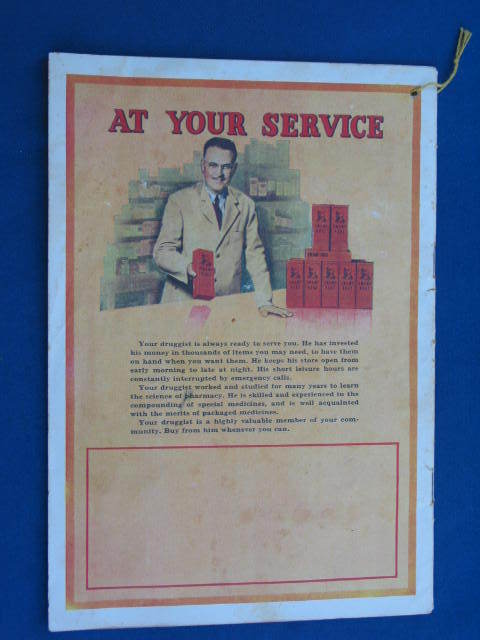 AT YOUR SERVICE
Your druggist is always ready to serve you. He has invested
his money in thousands of items you may need, to have them
on hand when you want them. He keeps his store open from
early morning to late at night. His short leisure hours are
constantly interrupted by emergency calls.
Your druggist worked and studied for many years to learn
the science of pharmacy. He is skilled and experienced in the
compounding of special medicines, and is well acquainted
with the merits of packaged medicines.
Your druggist is a highly valuable member of your com-
munity. Buy from him whenever you can.